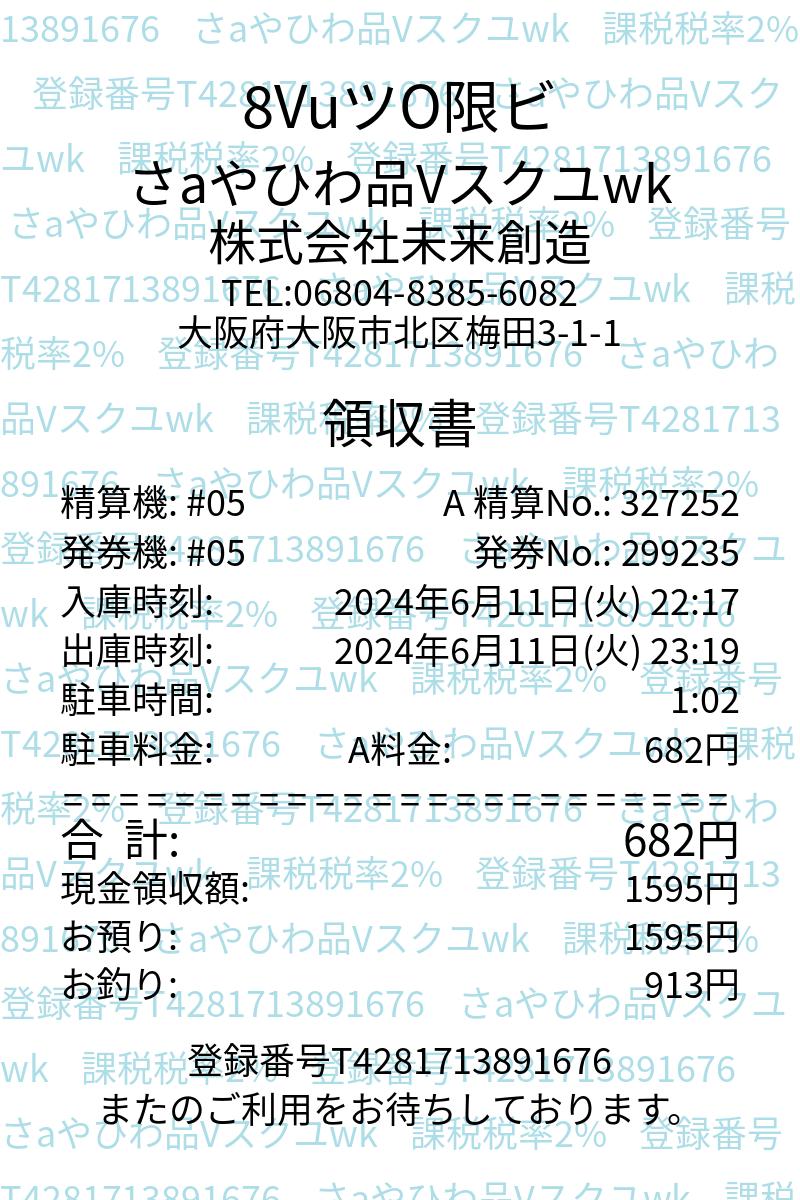 8VuツO限ビ
さaやひわ品Vスクユwk
株式会社未来創造
TEL:06804-8385-6082
大阪府大阪市北区梅田3-1-1
領収書
精算機: #05 A 精算No.: 327252
発券機: #05 発券No.: 299235
入庫時刻: 2024年6月11日(火) 22:17
出庫時刻: 2024年6月11日(火) 23:19
駐車時間: 1:02
駐車料金: A料金: 682円
========================
合 計: 682円
現金領収額: 1595円
お預り: 1595円
お釣り: 913円
登録番号T4281713891676
またのご利用をお待ちしております。
13891676 さaやひわ品Vスクユwk 課税税率2%
登録番号T4281713891676 さaやひわ品Vスク
ユwk 課税税率2% 登録番号T4281713891676
さaやひわ品Vスクユwk 課税税率2% 登録番号
T4281713891676 さaやひわ品Vスクユwk 課税
税率2% 登録番号T4281713891676 さaやひわ
品Vスクユwk 課税税率2% 登録番号T4281713
891676 さaやひわ品Vスクユwk 課税税率2%
登録番号T4281713891676 さaやひわ品Vスクユ
wk 課税税率2% 登録番号T4281713891676
さaやひわ品Vスクユwk 課税税率2% 登録番号
T4281713891676 さaやひわ品Vスクユwk 課税
税率2% 登録番号T4281713891676 さaやひわ
品Vスクユwk 課税税率2% 登録番号T4281713
891676 さaやひわ品Vスクユwk 課税税率2%
登録番号T4281713891676 さaやひわ品Vスクユ
wk 課税税率2% 登録番号T4281713891676
さaやひわ品Vスクユwk 課税税率2% 登録番号
T4281713891676 さaやひわ品Vスクユwk 課税